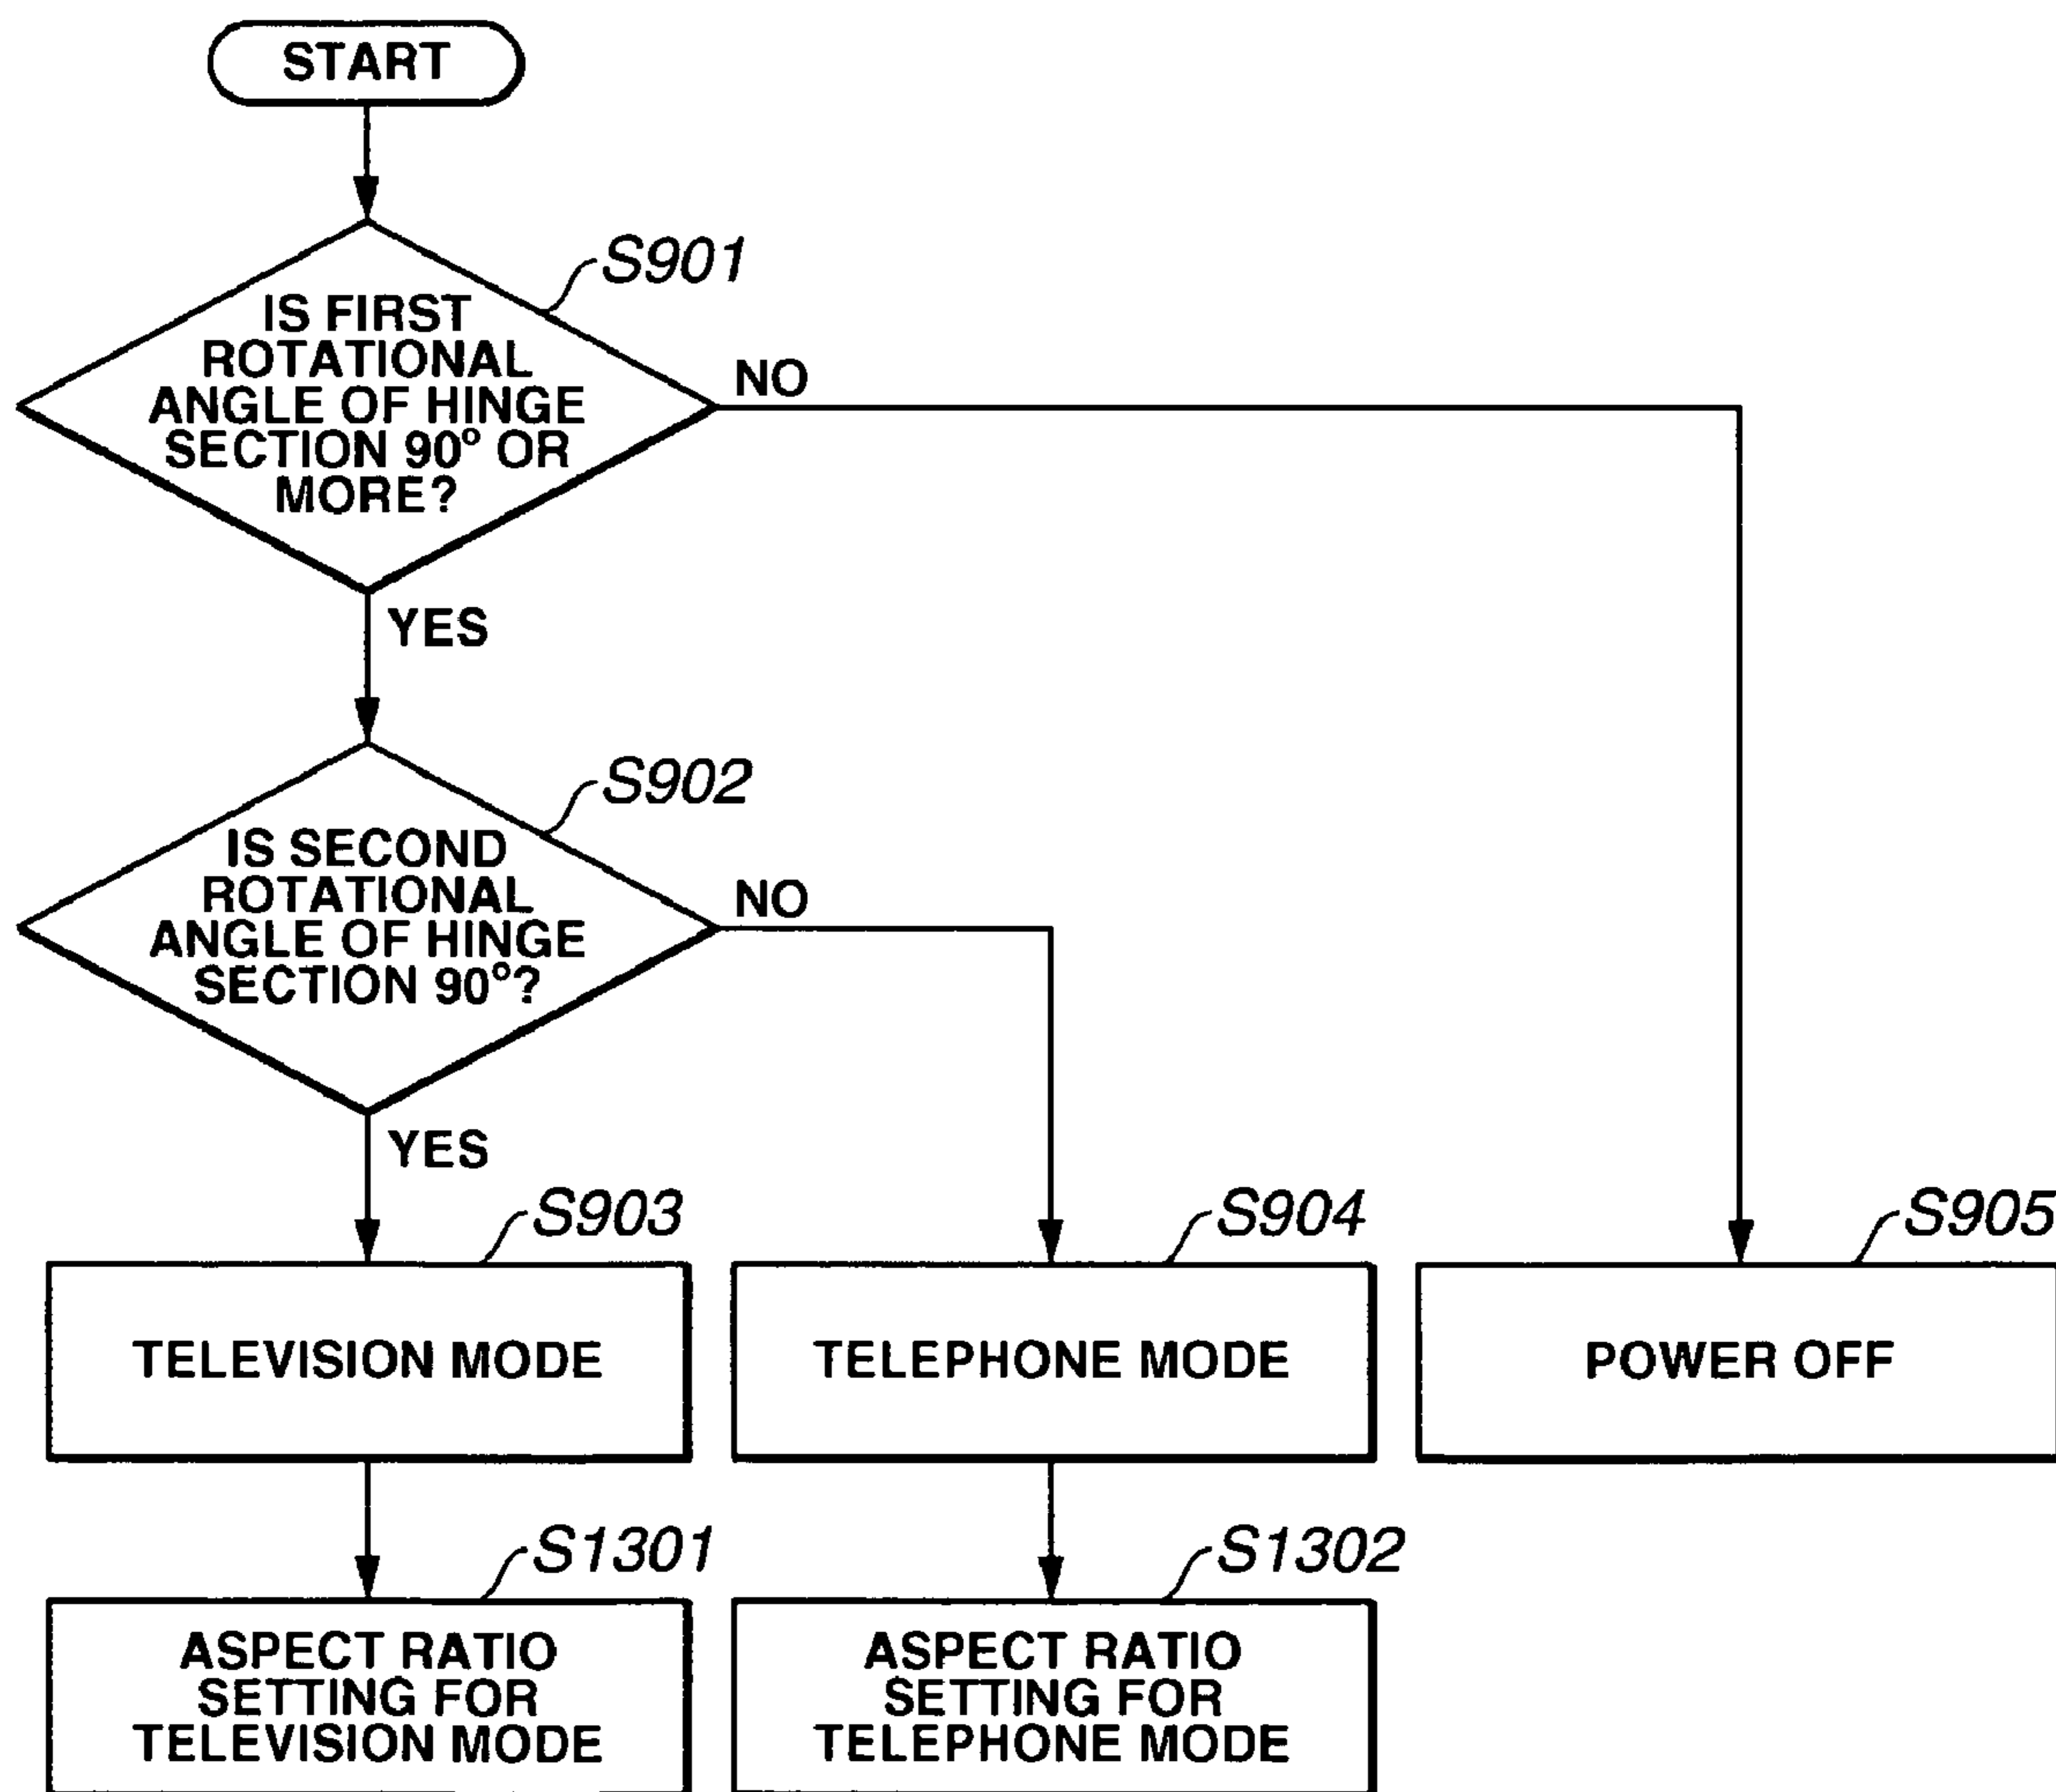 START
S901
IS FIRST
ROTATIONAL
ANGLE OF HINGE
SECTION 90° OR
MORE?
NO
YES
S902
IS SECOND
ROTATIONAL
ANGLE OF HINGE
SECTION 90°?
NO
YES
S903
TELEVISION MODE
S904
TELEPHONE MODE
S905
POWER OFF
S1301
ASPECT RATIO
SETTING FOR
TELEVISION MODE
S1302
ASPECT RATIO
SETTING FOR
TELEPHONE MODE